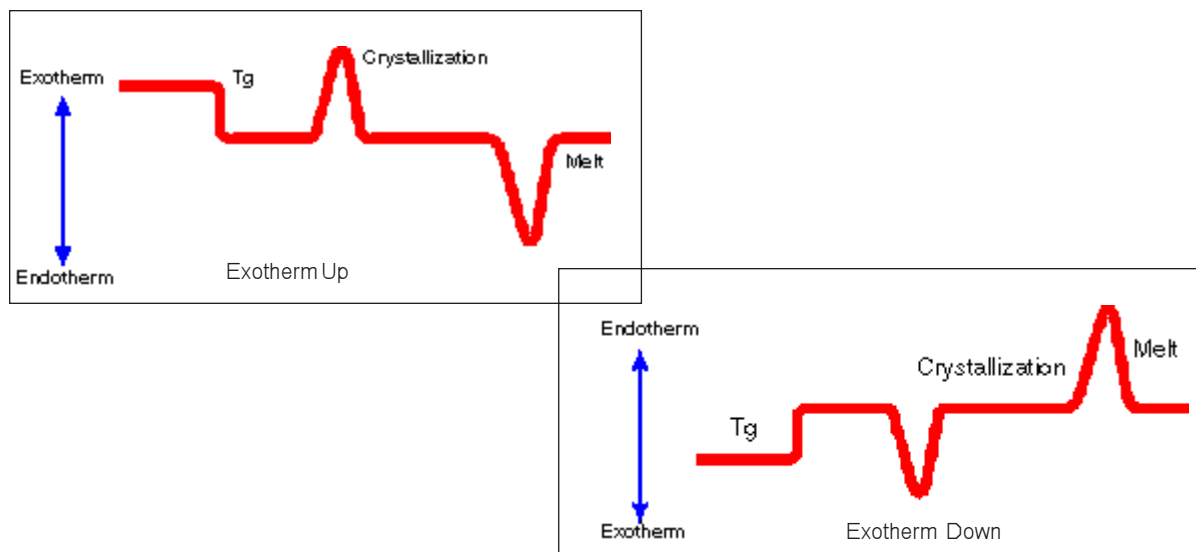 Crystallization
Exotherm
Tg
Melt
Endotherm
Exotherm Up
Endotherm
Melt
Crystallization
Tg
Exotherm
Exotherm Down